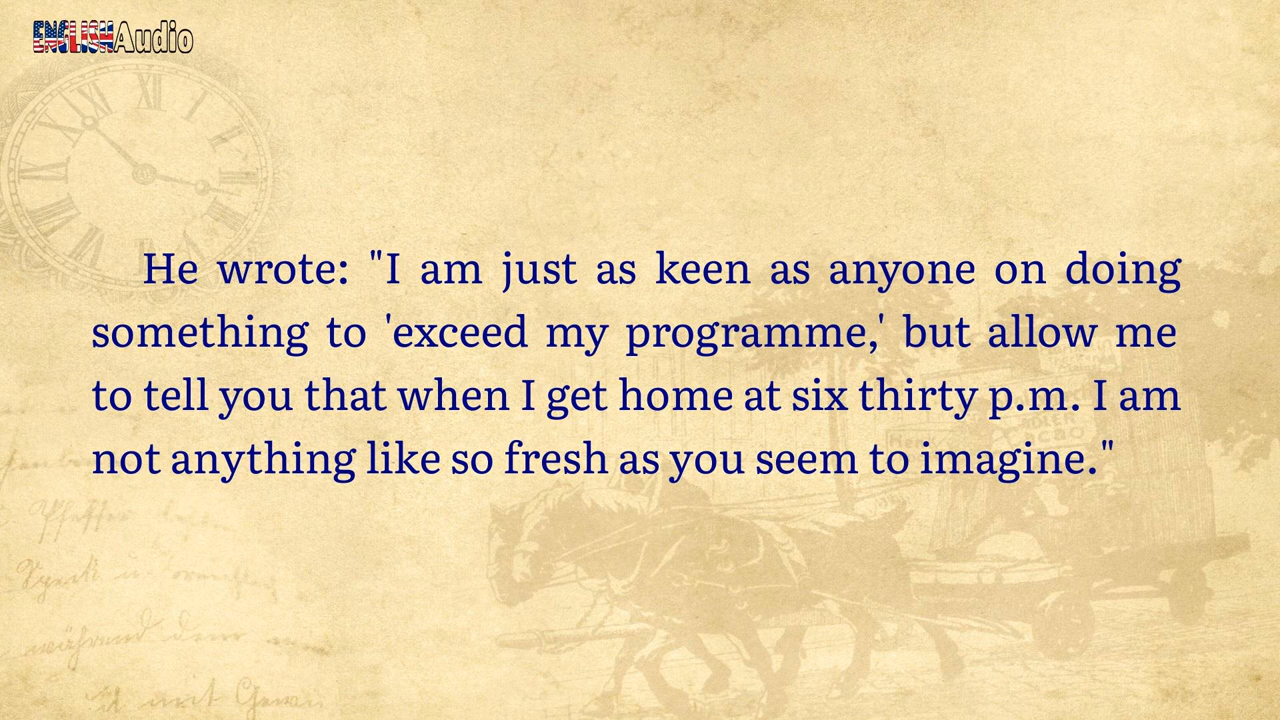 ENGLISHAudio
He wrote: "I am just as keen as anyone on doing
something to 'exceed my programme,' but allow me
to tell you that when I get home at six thirty p.m. I am
not anything like so fresh as you seem to imagine."